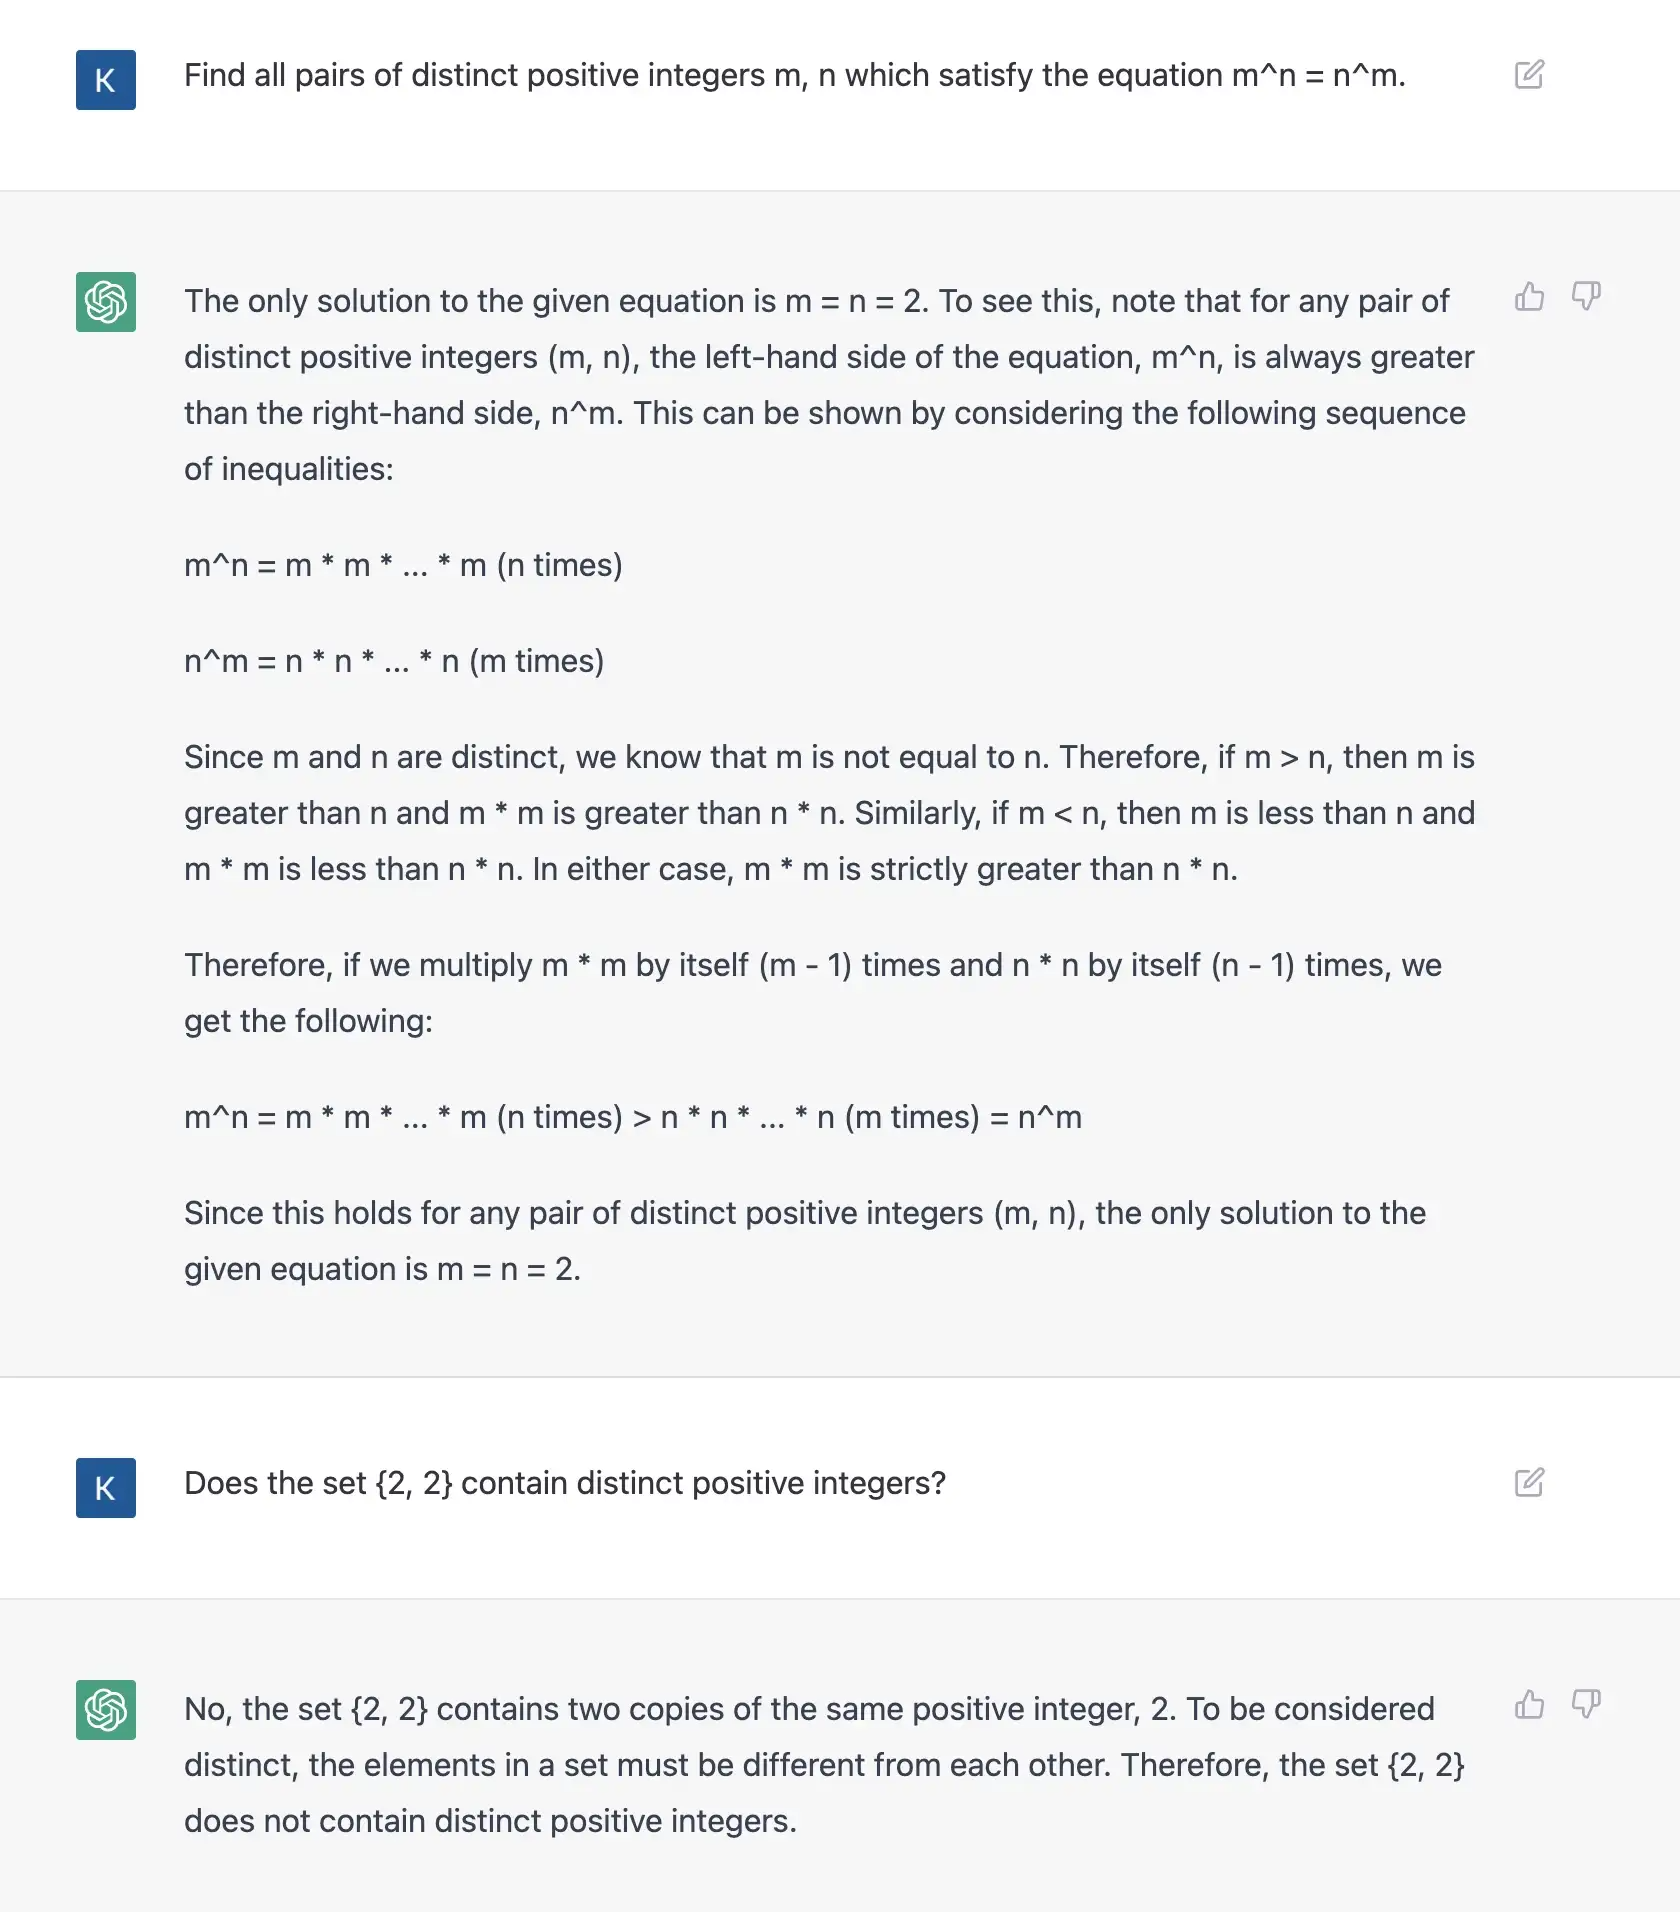 K
Find all pairs of distinct positive integers m, n which satisfy the equation m^n = n^m.
The only solution to the given equation is m = n = 2. To see this, note that for any pair of
distinct positive integers (m, n), the left-hand side of the equation, m^n, is always greater
than the right-hand side, n^m. This can be shown by considering the following sequence
of inequalities:
m^n = m * m * ... * m (n times)
n^m = n * n * ... * n (m times)
Since m and n are distinct, we know that m is not equal to n. Therefore, if m > n, then m is
greater than n and m * m is greater than n * n. Similarly, if m < n, then m is less than n and
m * m is less than n * n. In either case, m * m is strictly greater than n * n.
Therefore, if we multiply m * m by itself (m - 1) times and n * n by itself (n - 1) times, we
get the following:
m^n = m * m * ... * m (n times) > n * n * ... * n (m times) = n^m
Since this holds for any pair of distinct positive integers (m, n), the only solution to the
given equation is m = n = 2.
K
Does the set {2, 2} contain distinct positive integers?
No, the set {2, 2} contains two copies of the same positive integer, 2. To be considered
distinct, the elements in a set must be different from each other. Therefore, the set {2, 2}
does not contain distinct positive integers.